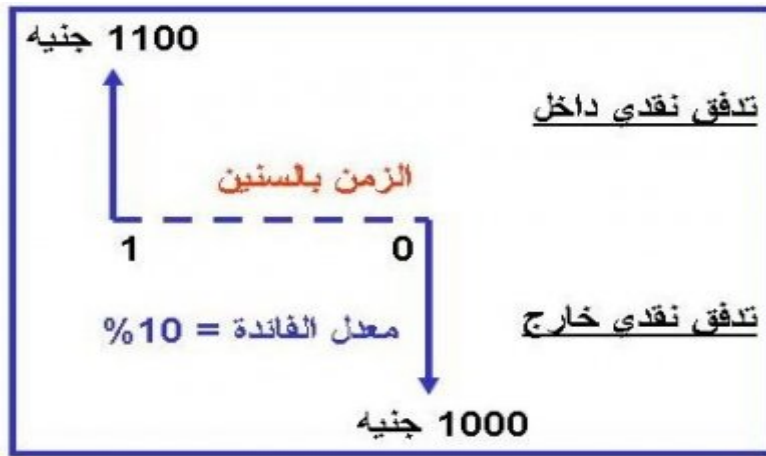 1100 جنيه
تدفق نقدي داخل
الزمن بالسنين
0
1
معدل الفائدة = 10%
تدفق نقدي خارج
1000 جنيه